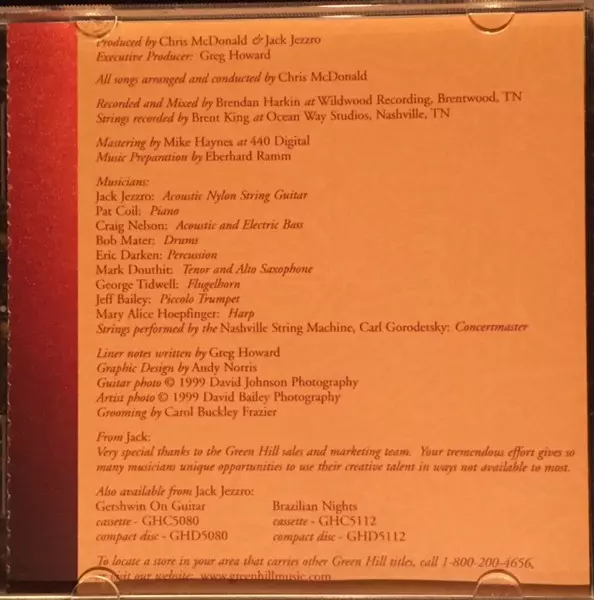 Produced by Chris McDonald & Jack Jezzro
Executive Producer: Greg Howard
All songs arranged and conducted by Chris McDonald
Recorded and Mixed by Brendan Harkin at Wildwood Recording, Brentwood, TN
Strings recorded by Brent King at Ocean Way Studios, Nashville, TN
Mastering by Mike Haynes at 440 Digital
Music Preparation by Eberhard Ramm
Musicians:
Jack Jezzro: Acoustic Nylon String Guitar
Pat Coil: Piano
Craig Nelson: Acoustic and Electric Bass
Bob Mater: Drums
Eric Darken: Percussion
Mark Douthit: Tenor and Alto Saxophone
George Tidwell: Flugelhorn
Jeff Bailey: Piccolo Trumpet
Mary Alice Hoepfinger: Harp
Strings performed by the Nashville String Machine, Carl Gorodetsky: Concertmaster
Liner notes written by Greg Howard
Graphic Design by Andy Norris
Guitar photo © 1999 David Johnson Photography
Artist photo © 1999 David Bailey Photography
Grooming by Carol Buckley Frazier
From Jack:
Very special thanks to the Green Hill sales and marketing team. Your tremendous effort gives so
many musicians unique opportunities to use their creative talent in ways not available to most.
Also available from Jack Jezzro:
Gershwin On Guitar Brazilian Nights
cassette - GHC5080 cassette - GHC5112
compact disc - GHD5080 compact disc - GHD5112
To locate a store in your area that carries other Green Hill titles, call 1-800-200-4656,
visit our website: www.greenhillmusic.com